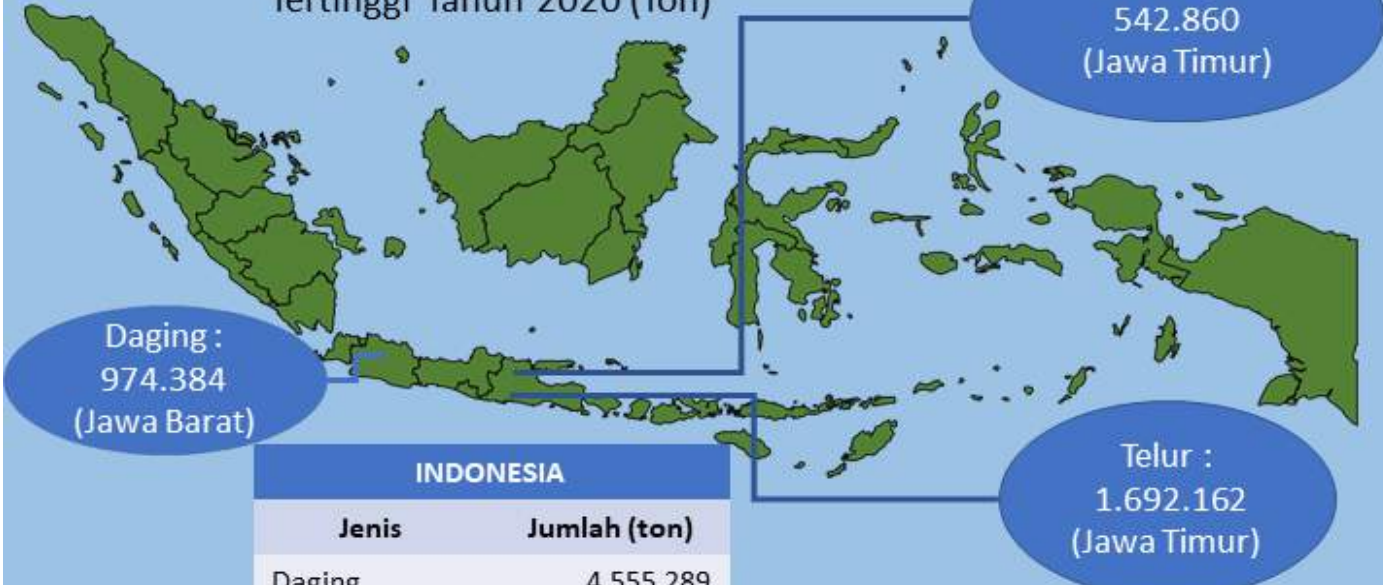 Tertinggi Tahun 2020 (Ton)
542.860
(Jawa Timur)
Daging :
974.384
(Jawa Barat)
INDONESIA
Jenis Jumlah (ton)
Daging 4.555.289
Telur :
1.692.162
(Jawa Timur)